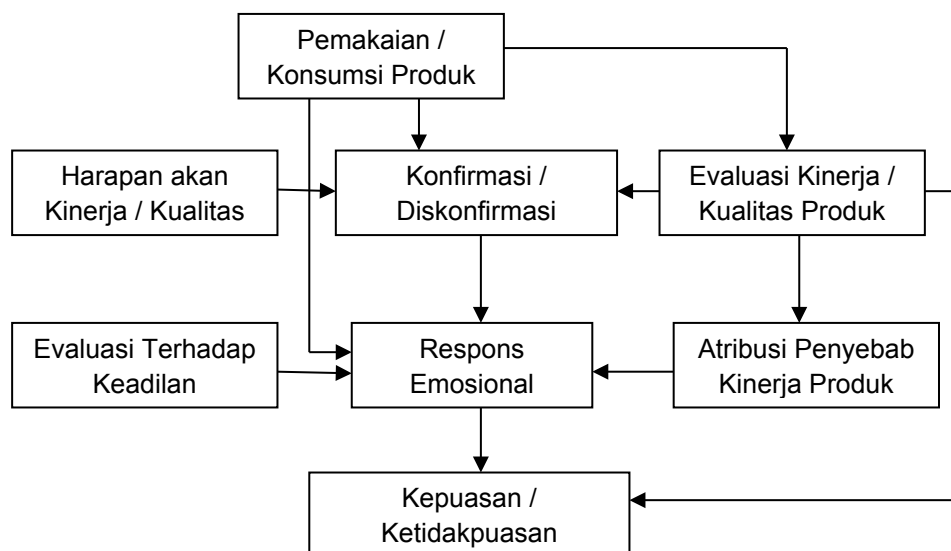 Pemakaian /
Konsumsi Produk
Harapan akan
Kinerja / Kualitas
Konfirmasi /
Diskonfirmasi
Evaluasi Kinerja /
Kualitas Produk
Evaluasi Terhadap
Keadilan
Respons
Emosional
Atribusi Penyebab
Kinerja Produk
Kepuasan /
Ketidakpuasan